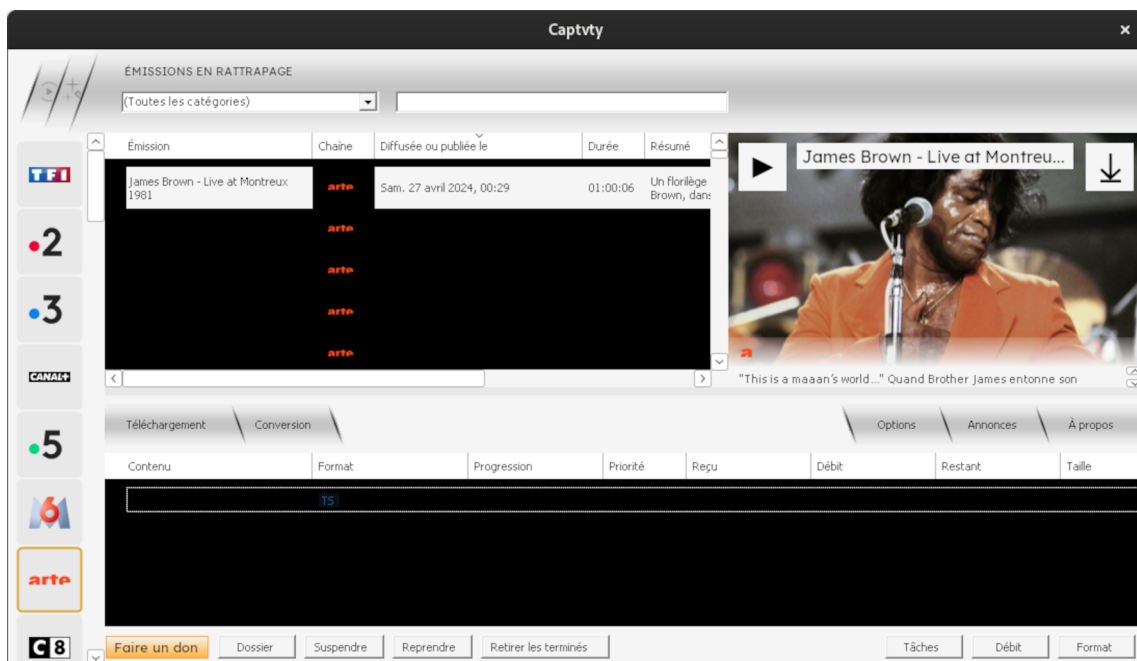 Captvty
ÉMISSIONS EN RATTRAPAGE
(Toutes les catégories)
Émission Chaîne Diffusée ou publiée le Durée Résumé
James Brown - Live at Montreux
1981
arte
Sam. 27 avril 2024, 00:29
01:00:06
Un florilège
Brown, dans
arte
arte
arte
arte
James Brown - Live at Montreu...
a
"This is a maaan's world..." Quand Brother James entonne son
TF1
2
3
CANAL+
5
M6
arte
C8
Téléchargement Conversion Options Annonces À propos
Contenu Format Progression Priorité Reçu Débit Restant Taille
TS
Faire un don Dossier Suspendre Reprendre Retirer les terminés Tâches Débit Format